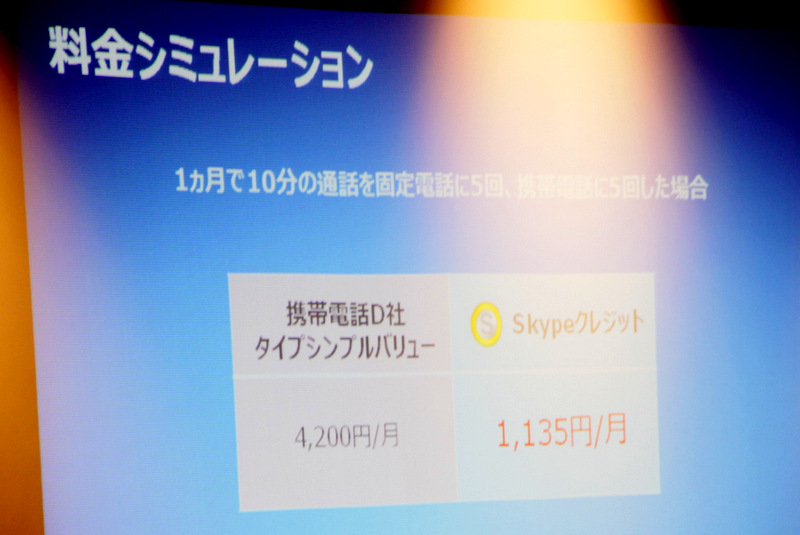 料金シミュレーション
1ヵ月で10分の通話を固定電話に5回、携帯電話に5回した場合
携帯電話D社
タイプシンプルバリュー
S Skypeクレジット
4,200円/月
1,135円/月